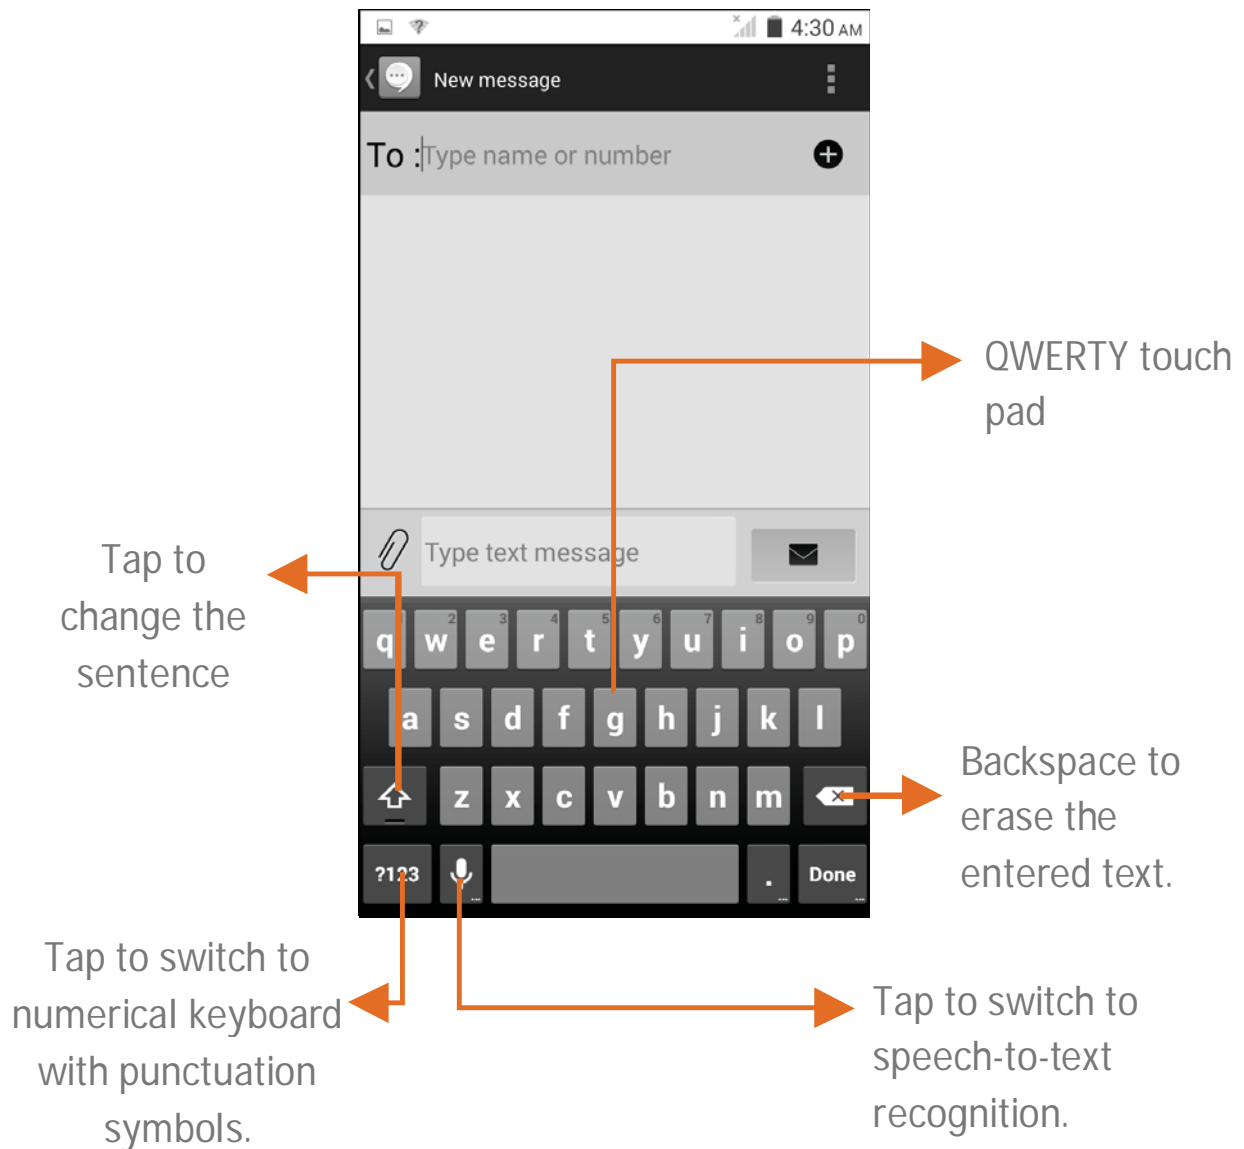 4:30 AM
New message
To : Type name or number
QWERTY touch
pad
Tap to
change the
sentence
Type text message
1 2 3 4 5 6 7 8 9 0
q w e r t y u i o p
a s d f g h j k l
z x c v b n m
Backspace to
erase the
entered text.
?123 . Done
Tap to switch to
numerical keyboard
with punctuation
symbols.
Tap to switch to
speech-to-text
recognition.